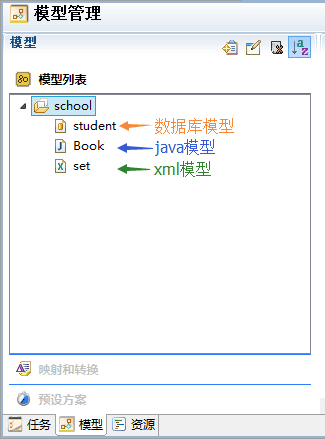 模型管理
模型
a z
模型列表
school
student 数据库模型
J Book java模型
X set xml模型
映射和转换
预设方案
任务 模型 资源